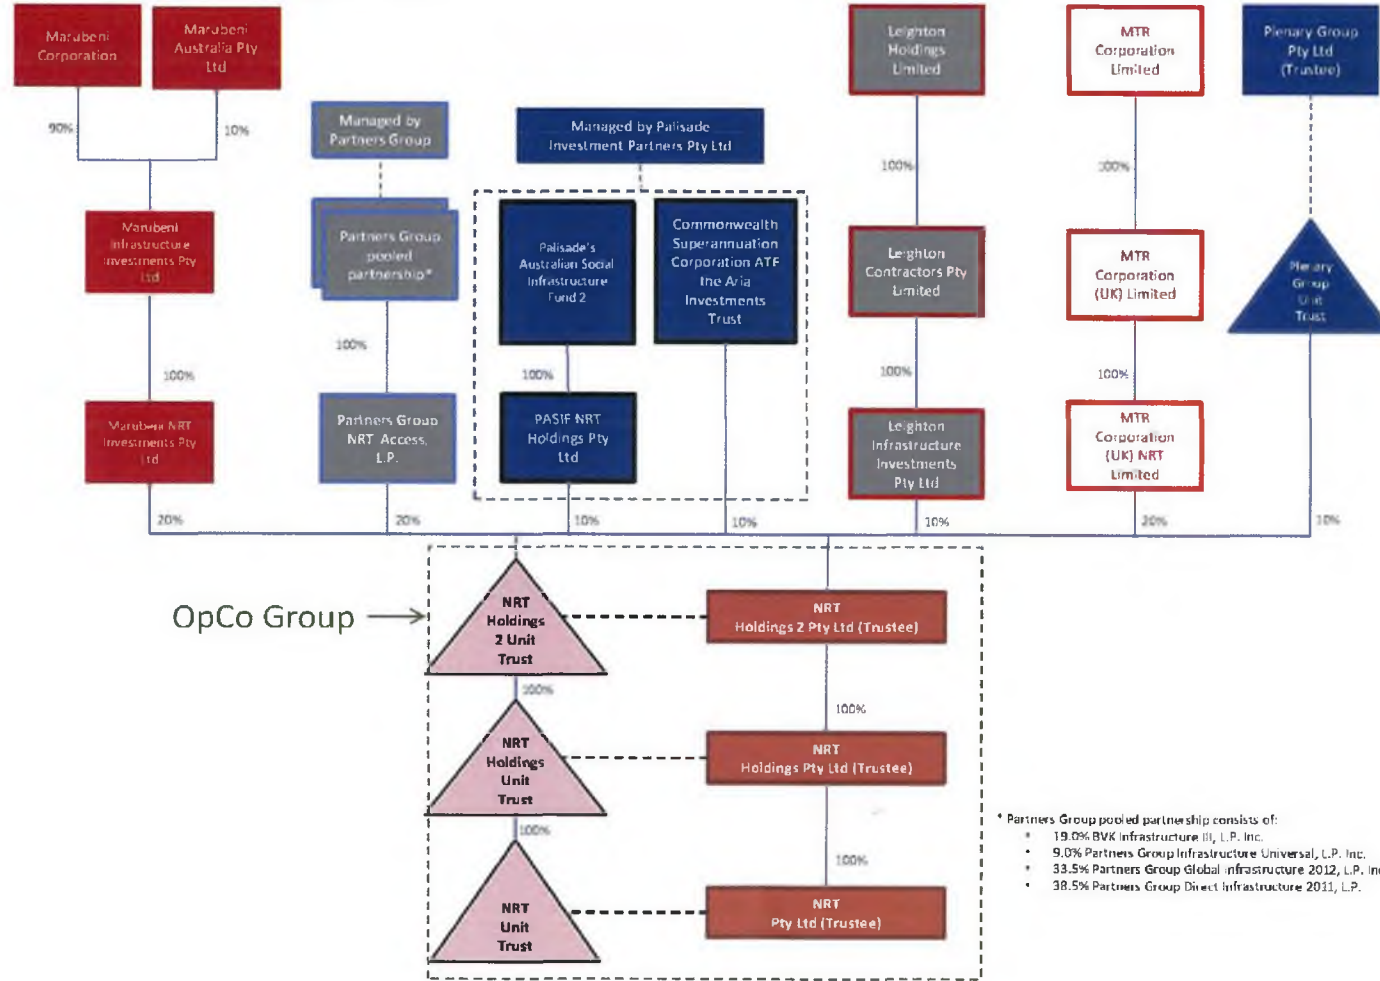 Marubeni
Corporation
Marubeni
Australia Pty
Ltd
Leighton
Holdings
Limited
MTR
Corporation
Limited
Plenary Group
Pty Ltd
(Trustee)
90%
10%
Managed by
Partners Group
Managed by Palisade
Investment Partners Pty Ltd
100%
100%
Marubeni
Infrastructure
Investments Pty
Ltd
Partners Group
pooled
partnership*
Palisade's
Australian Social
Infrastructure
Fund 2
Commonwealth
Superannuation
Corporation ATF
the Aria
Investments
Trust
Leighton
Contractors Pty
Limited
MTR
Corporation
(UK) Limited
Plenary
Group
Unit
Trust
100%
100%
100%
100%
100%
Marubeni NRT
Investments Pty
Ltd
Partners Group
NRT Access,
L.P.
PASIF NRT
Holdings Pty
Ltd
Leighton
Infrastructure
Investments
Pty Ltd
MTR
Corporation
(UK) NRT
Limited
20%
20%
10%
10%
10%
20%
10%
OpCo Group
NRT
Holdings
2 Unit
Trust
NRT
Holdings 2 Pty Ltd (Trustee)
100%
100%
NRT
Holdings
Unit
Trust
NRT
Holdings Pty Ltd (Trustee)
100%
100%
NRT
Unit
Trust
NRT
Pty Ltd (Trustee)
* Partners Group pooled partnership consists of:
• 19.0% BVK Infrastructure III, L.P. Inc.
• 9.0% Partners Group Infrastructure Universal, L.P. Inc.
• 33.5% Partners Group Global Infrastructure 2012, L.P. Inc
• 38.5% Partners Group Direct Infrastructure 2011, L.P.